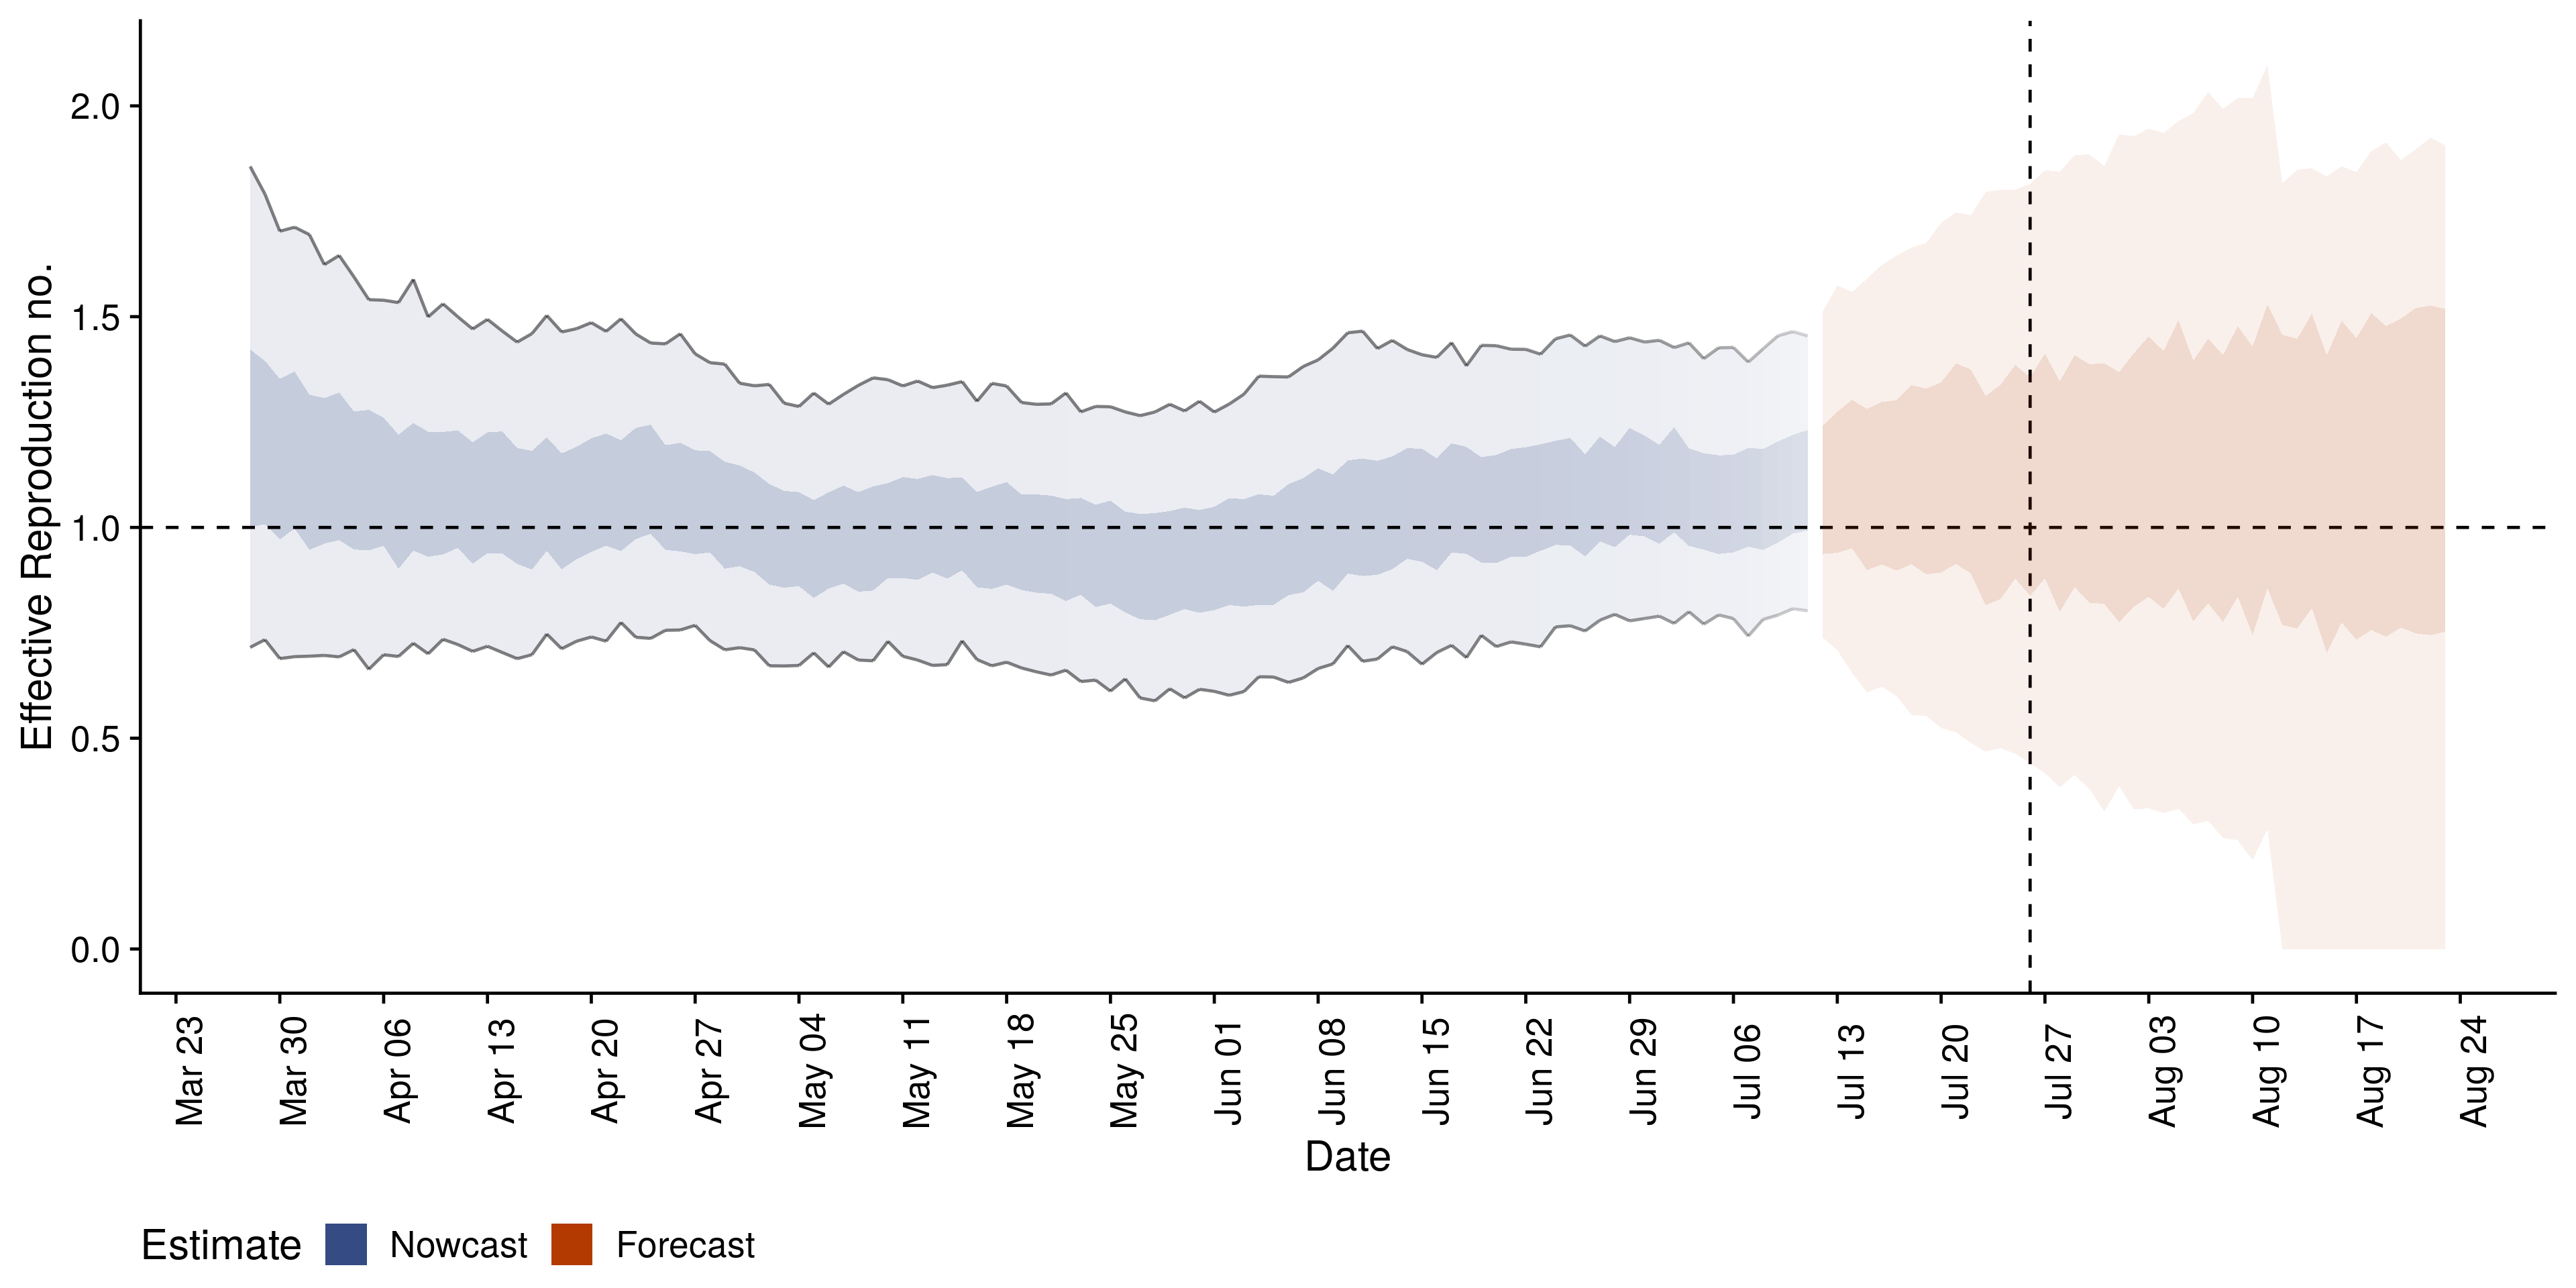 Effective Reproduction no.
2.0
1.5
1.0
0.5
0.0
Mar 23
Mar 30
Apr 06
Apr 13
Apr 20
Apr 27
May 04
May 11
May 18
May 25
Jun 01
Jun 08
Jun 15
Jun 22
Jun 29
Jul 06
Jul 13
Jul 20
Jul 27
Aug 03
Aug 10
Aug 17
Aug 24
Date
Estimate Nowcast Forecast